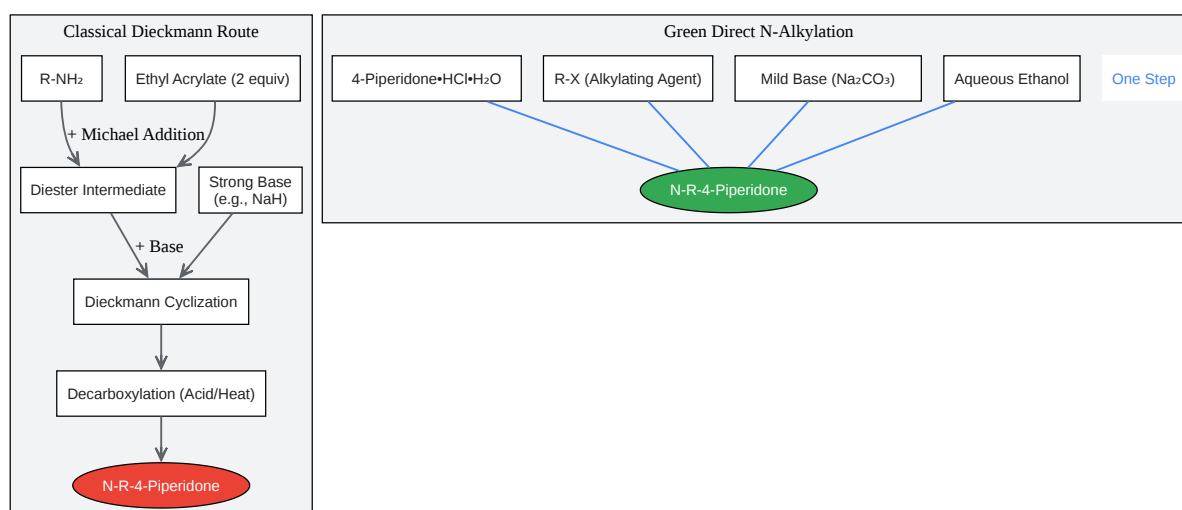 Classical Dieckmann Route
R-NH₂
Ethyl Acrylate (2 equiv)
+ Michael Addition
Diester Intermediate
Strong Base
(e.g., NaH)
+ Base
Dieckmann Cyclization
Decarboxylation (Acid/Heat)
N-R-4-Piperidone
Green Direct N-Alkylation
4-Piperidone•HCl•H₂O
R-X (Alkylating Agent)
Mild Base (Na₂CO₃)
Aqueous Ethanol
One Step
N-R-4-Piperidone